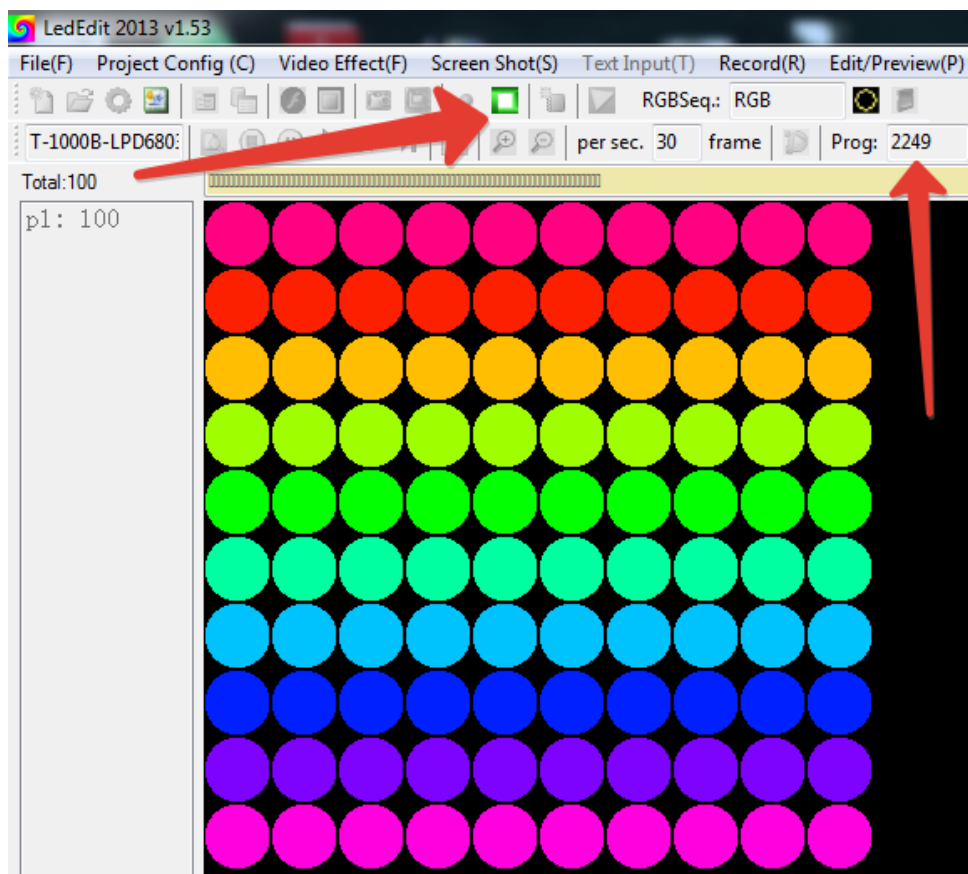 LedEdit 2013 v1.53
File(F) Project Config (C) Video Effect(F) Screen Shot(S) Text Input(T) Record(R) Edit/Preview(P)
RGBSeq.: RGB
T-1000B-LPD6803 per sec. 30 frame Prog: 2249
Total:100
p1: 100